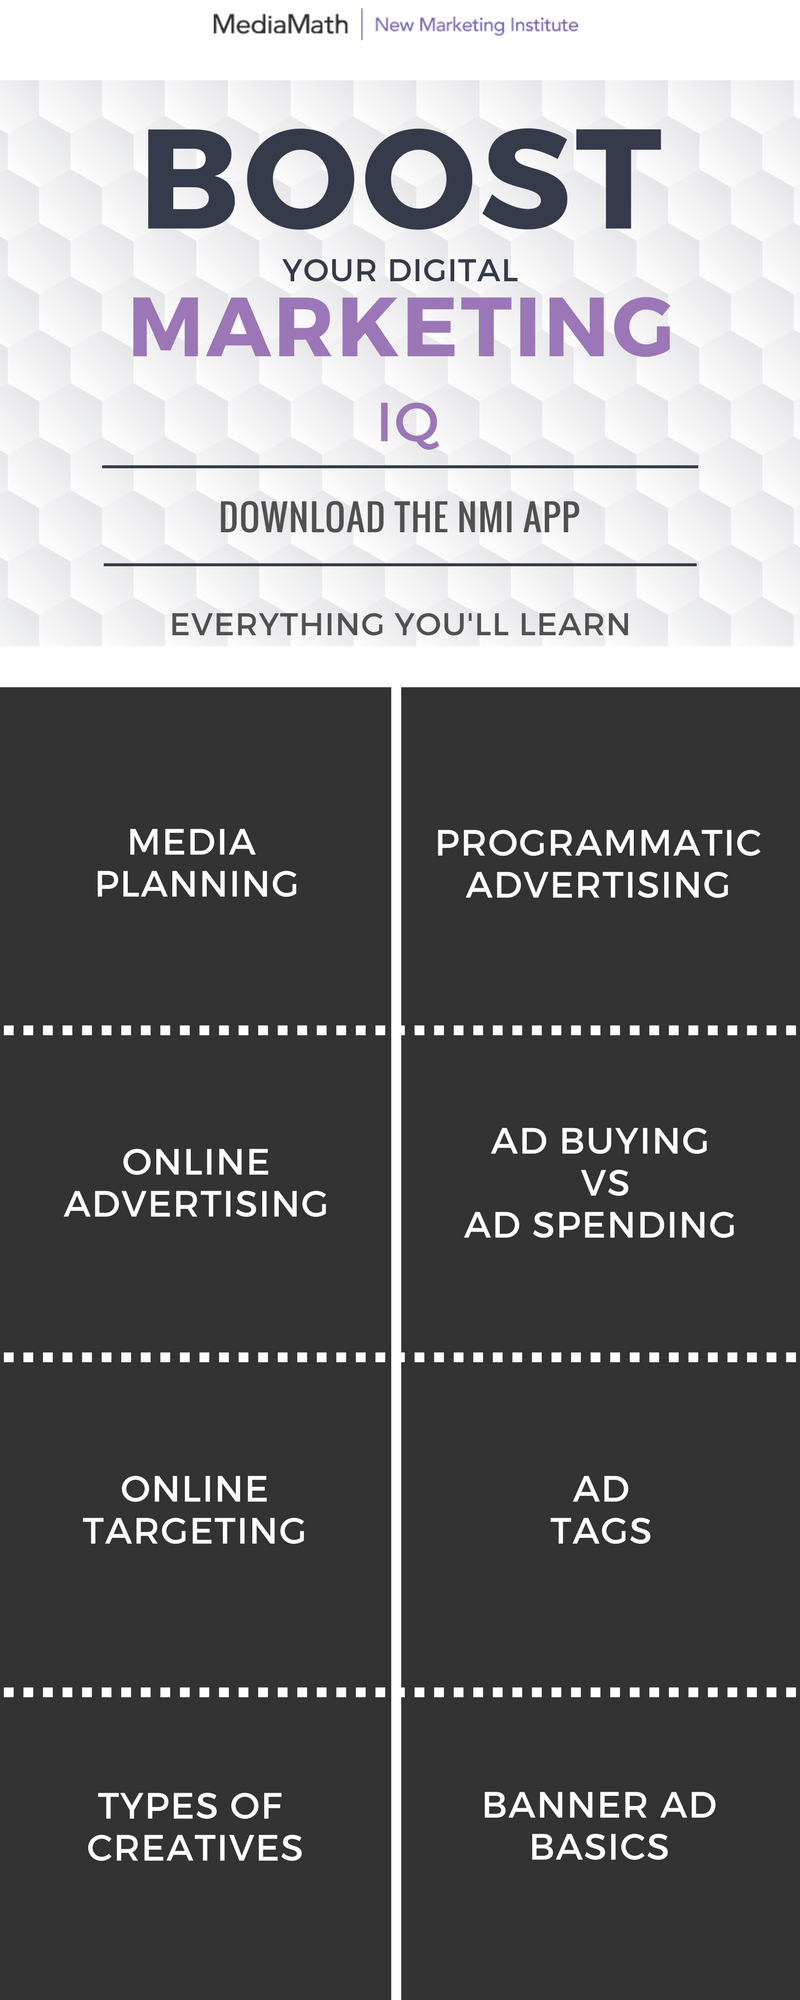 MediaMath | New Marketing Institute
BOOST
YOUR DIGITAL
MARKETING
IQ
DOWNLOAD THE NMI APP
EVERYTHING YOU'LL LEARN
MEDIA
PLANNING
PROGRAMMATIC
ADVERTISING
ONLINE
ADVERTISING
AD BUYING
VS
AD SPENDING
ONLINE
TARGETING
AD
TAGS
TYPES OF
CREATIVES
BANNER AD
BASICS